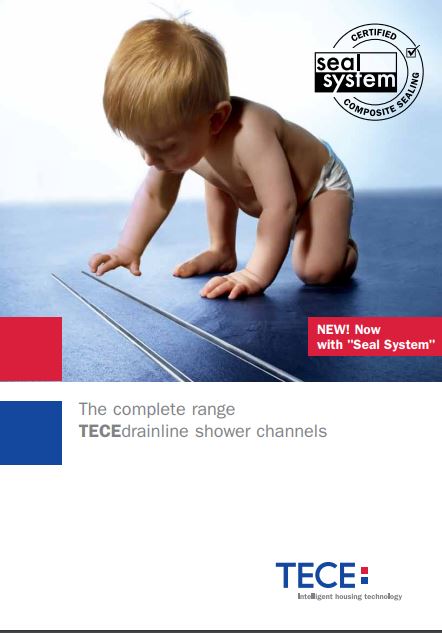 CERTIFIED
seal
system
COMPOSITE SEALING
NEW! Now
with "Seal System"
The complete range
TECEdrainline shower channels
TECE
Intelligent housing technology